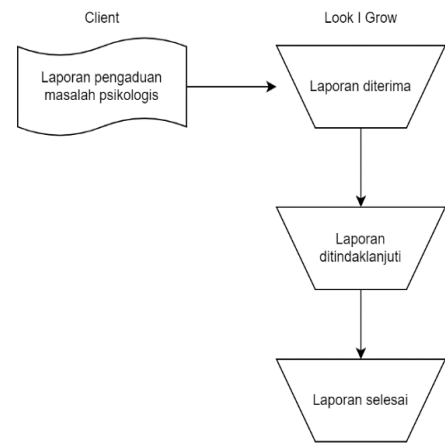 Client
Look I Grow
Laporan pengaduan
masalah psikologis
Laporan diterima
Laporan
ditindaklanjuti
Laporan selesai